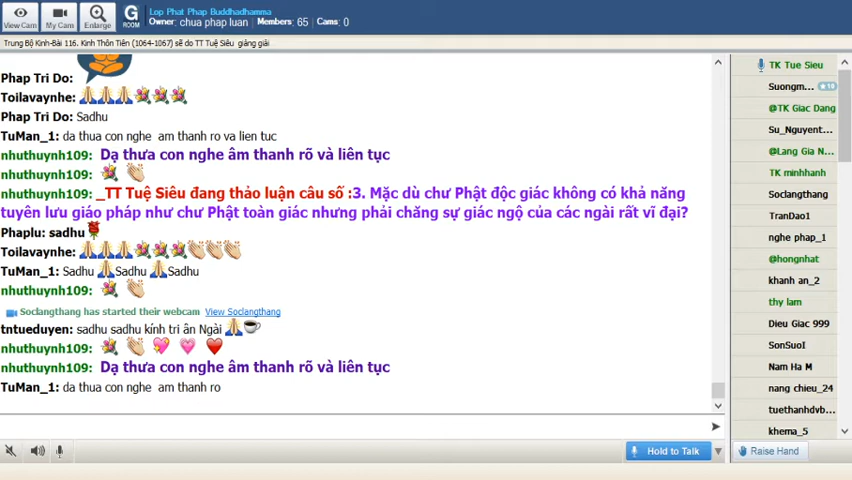 View Cam
My Cam
Enlarge
G
ROOM
Lop Phat Phap Buddhadhamma
Owner: chua phap luan Members: 65 Cams: 0
Trung Bộ Kinh-Bài 116. Kinh Thôn Tiên (1064-1067) sẽ do TT Tuệ Siêu giảng giải
Phap Tri Do:
Toilavaynhe:
Phap Tri Do: Sadhu
TuMan_1: da thua con nghe am thanh ro va lien tuc
nhuthuynh109: Dạ thưa con nghe âm thanh rõ và liên tục
nhuthuynh109:
nhuthuynh109: _TT Tuệ Siêu đang thảo luận câu số :3. Mặc dù chư Phật độc giác không có khả năng
tuyên lưu giáo pháp như chư Phật toàn giác nhưng phải chăng sự giác ngộ của các ngài rất vĩ đại?
Phaplu: sadhu
Toilavaynhe:
TuMan_1: Sadhu Sadhu Sadhu
nhuthuynh109:
Soclangthang has started their webcam View Soclangthang
tntueduyen: sadhu sadhu kính tri ân Ngài
nhuthuynh109:
nhuthuynh109: Dạ thưa con nghe âm thanh rõ và liên tục
TuMan_1: da thua con nghe am thanh ro
TK Tue Sieu
Suongm... 10
@TK Giac Dang
Su_Nguyent...
@Lang Gia N...
TK minhhanh
Soclangthang
TranDao1
nghe phap_1
@hongnhat
khanh an_2
thy lam
Dieu Giac 999
SonSuoI
Nam Ha M
nang chieu_24
tuethanhdvb...
khema_5
Hold to Talk
Raise Hand